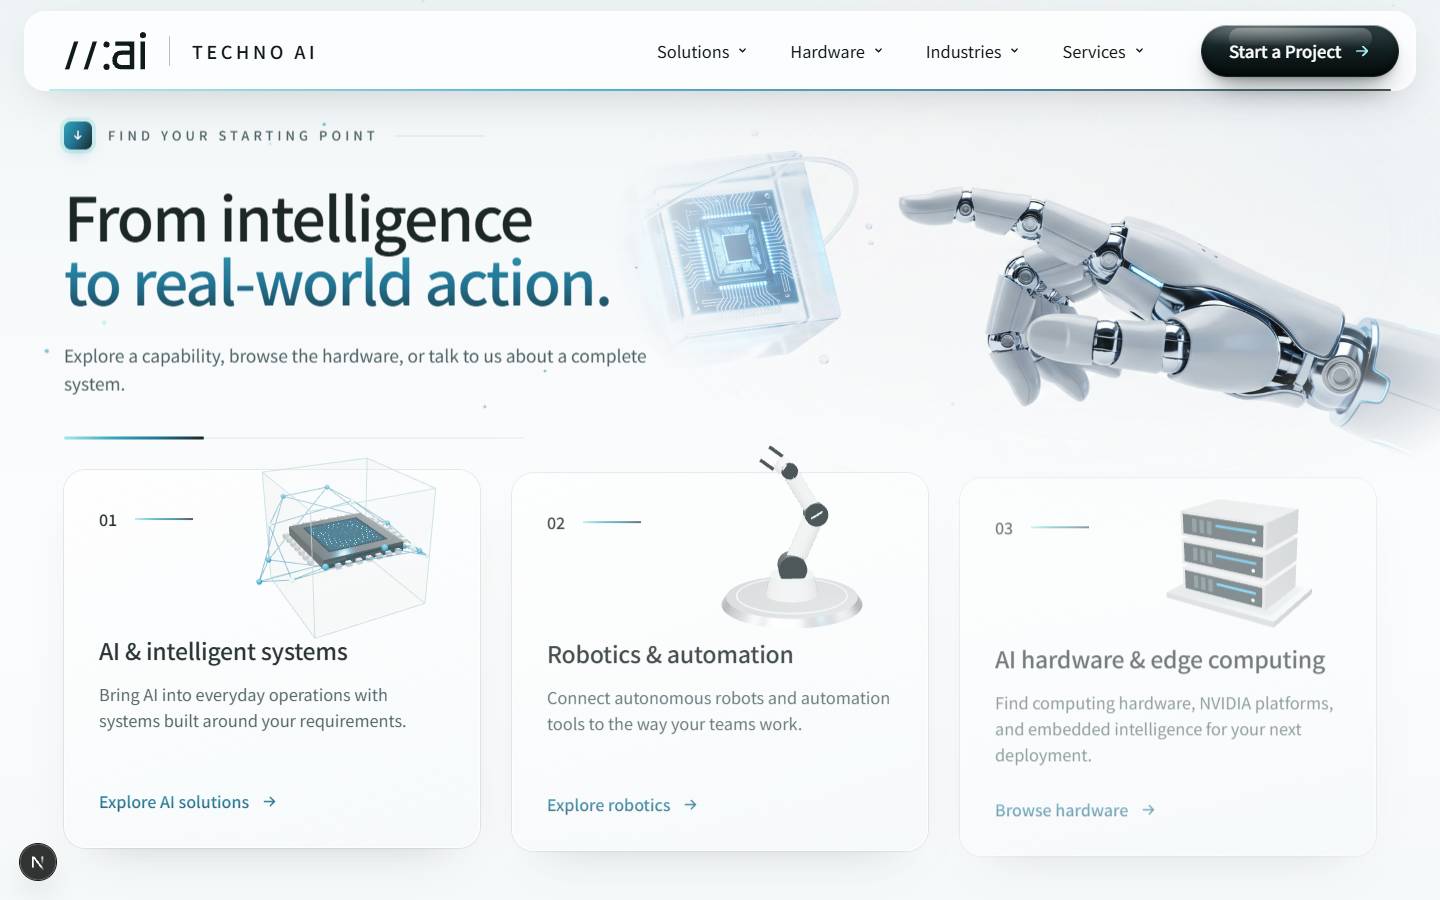 //:ai
TECHNO AI
Solutions
Hardware
Industries
Services
Start a Project
FIND YOUR STARTING POINT
From intelligence
to real-world action.
Explore a capability, browse the hardware, or talk to us about a complete
system.
01
AI & intelligent systems
Bring AI into everyday operations with
systems built around your requirements.
Explore AI solutions
02
Robotics & automation
Connect autonomous robots and automation
tools to the way your teams work.
Explore robotics
03
AI hardware & edge computing
Find computing hardware, NVIDIA platforms,
and embedded intelligence for your next
deployment.
Browse hardware
N